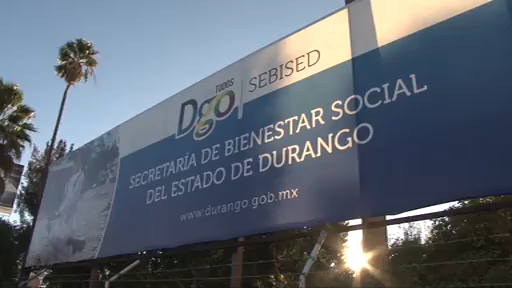 TODOS
Dgo
SEBISED
SECRETARÍA DE BIENESTAR SOCIAL
DEL ESTADO DE DURANGO
www.durango.gob.mx